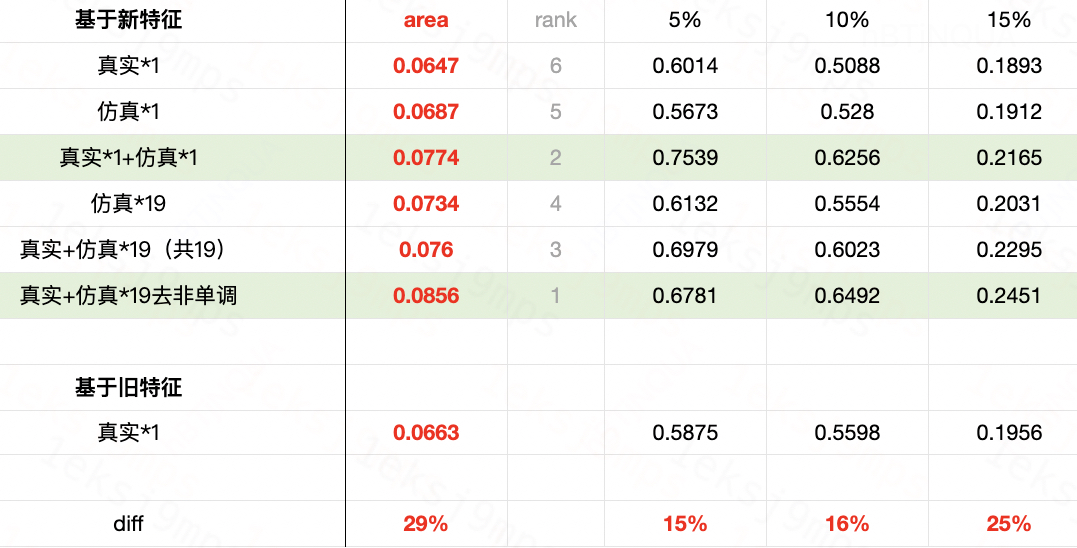 基于新特征 area rank 5% 10% 15%
真实*1 0.0647 6 0.6014 0.5088 0.1893
仿真*1 0.0687 5 0.5673 0.528 0.1912
真实*1+仿真*1 0.0774 2 0.7539 0.6256 0.2165
仿真*19 0.0734 4 0.6132 0.5554 0.2031
真实+仿真*19（共19） 0.076 3 0.6979 0.6023 0.2295
真实+仿真*19去非单调 0.0856 1 0.6781 0.6492 0.2451
基于旧特征
真实*1 0.0663 0.5875 0.5598 0.1956
diff 29% 15% 16% 25%